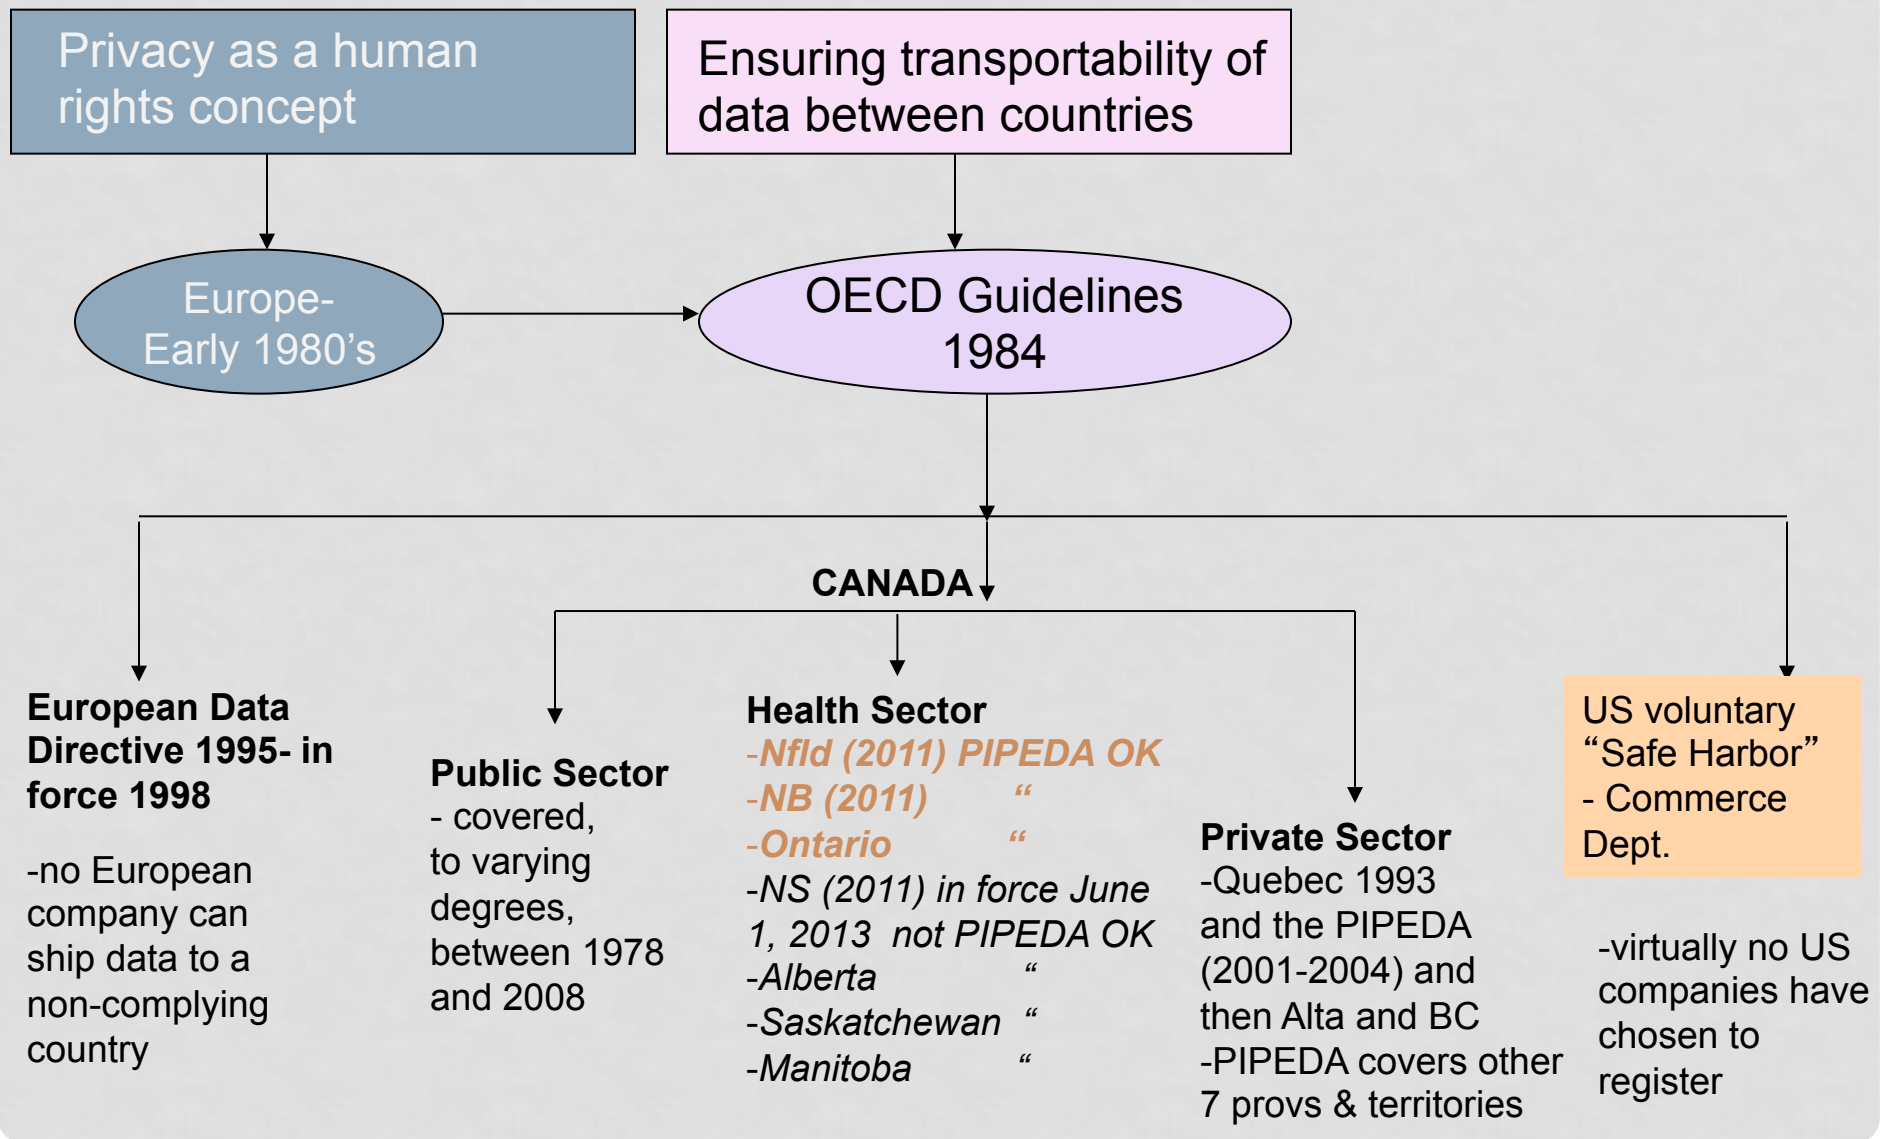 Privacy as a human
rights concept
Ensuring transportability of
data between countries
Europe-
Early 1980’s
OECD Guidelines
1984
CANADA
European Data
Directive 1995- in
force 1998
-no European
company can
ship data to a
non-complying
country
Public Sector
- covered,
to varying
degrees,
between 1978
and 2008
Health Sector
-Nfld (2011) PIPEDA OK
-NB (2011) “
-Ontario “
-NS (2011) in force June
1, 2013 not PIPEDA OK
-Alberta “
-Saskatchewan “
-Manitoba “
Private Sector
-Quebec 1993
and the PIPEDA
(2001-2004) and
then Alta and BC
-PIPEDA covers other
7 provs & territories
US voluntary
“Safe Harbor”
- Commerce
Dept.
-virtually no US
companies have
chosen to
register